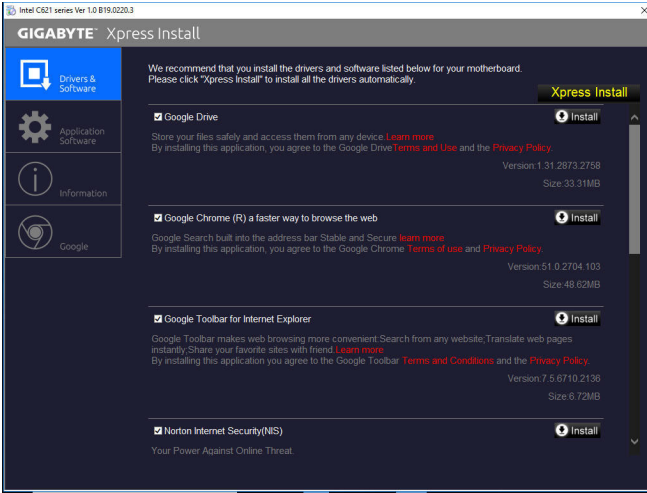 Intel C621 series Ver 1.0 B19.0220.3
GIGABYTE™ Xpress Install
Drivers &
Software
Application
Software
Information
Google
We recommend that you install the drivers and software listed below for your motherboard.
Please click "Xpress Install" to install all the drivers automatically.
Xpress Install
Google Drive
Install
Store your files safely and access them from any device.Learn more
By installing this application, you agree to the Google DriveTerms and Use and the Privacy Policy.
Version:1.31.2873.2758
Size:33.31MB
Google Chrome (R) a faster way to browse the web
Install
Google Search built into the address bar Stable and Secure learn more
By installing this application, you agree to the Google Chrome Terms of use and Privacy Policy.
Version:51.0.2704.103
Size:48.62MB
Google Toolbar for Internet Explorer
Install
Google Toolbar makes web browsing more convenient:Search from any website;Translate web pages
instantly;Share your favorite sites with friend.Learn more
By installing this application you agree to the Google Toolbar Terms and Conditions and the Privacy Policy.
Version:7.5.6710.2136
Size:6.72MB
Norton Internet Security(NIS)
Install
Your Power Against Online Threat.